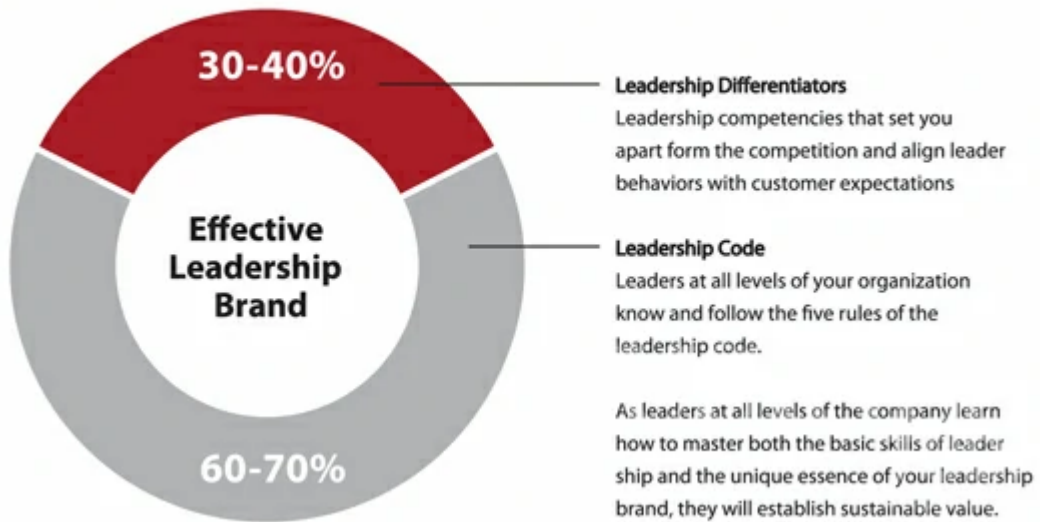 30-40%
Leadership Differentiators
Leadership competencies that set you
apart form the competition and align leader
behaviors with customer expectations
Effective
Leadership
Brand
Leadership Code
Leaders at all levels of your organization
know and follow the five rules of the
leadership code.
60-70%
As leaders at all levels of the company learn
how to master both the basic skills of leader
ship and the unique essence of your leadership
brand, they will establish sustainable value.